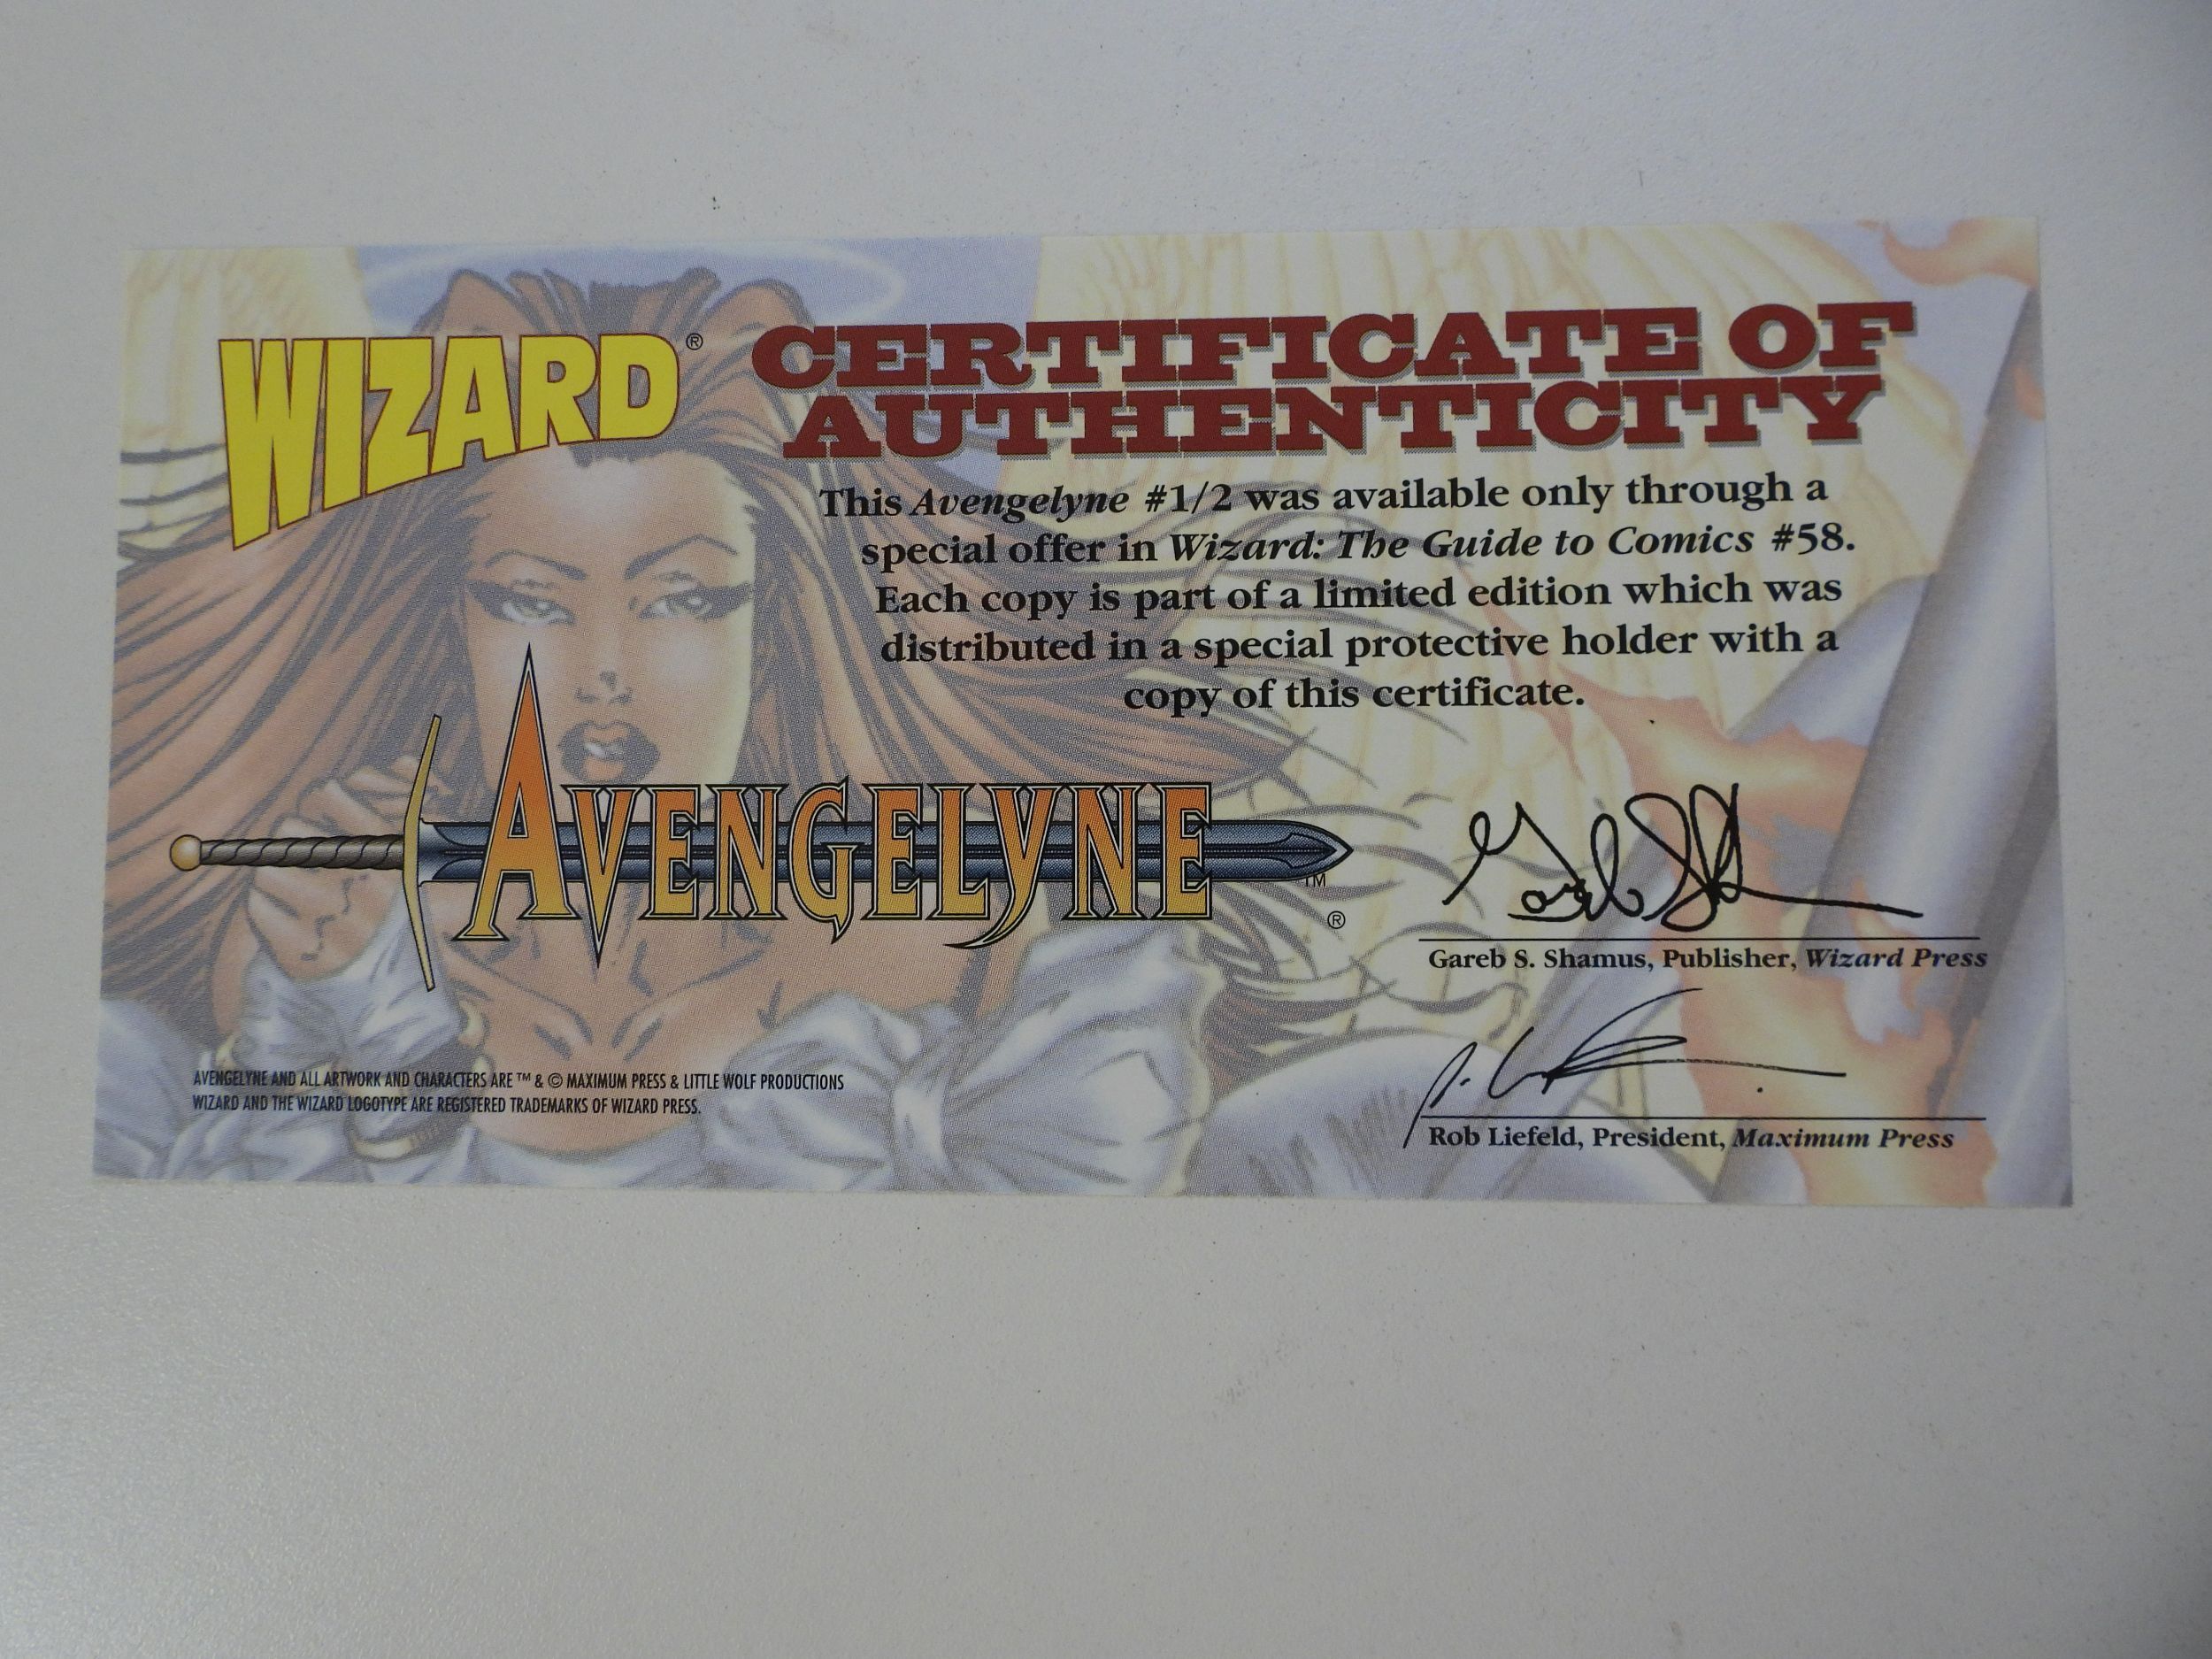 WIZARD®
CERTIFICATE OF
AUTHENTICITY
This Avengelyne #1/2 was available only through a
special offer in Wizard: The Guide to Comics #58.
Each copy is part of a limited edition which was
distributed in a special protective holder with a
copy of this certificate.
AVENGELYNE
TM
®
Gareb S. Shamus, Publisher, Wizard Press
Rob Liefeld, President, Maximum Press
AVENGELYNE AND ALL ARTWORK AND CHARACTERS ARE ™ & © MAXIMUM PRESS & LITTLE WOLF PRODUCTIONS
WIZARD AND THE WIZARD LOGOTYPE ARE REGISTERED TRADEMARKS OF WIZARD PRESS.